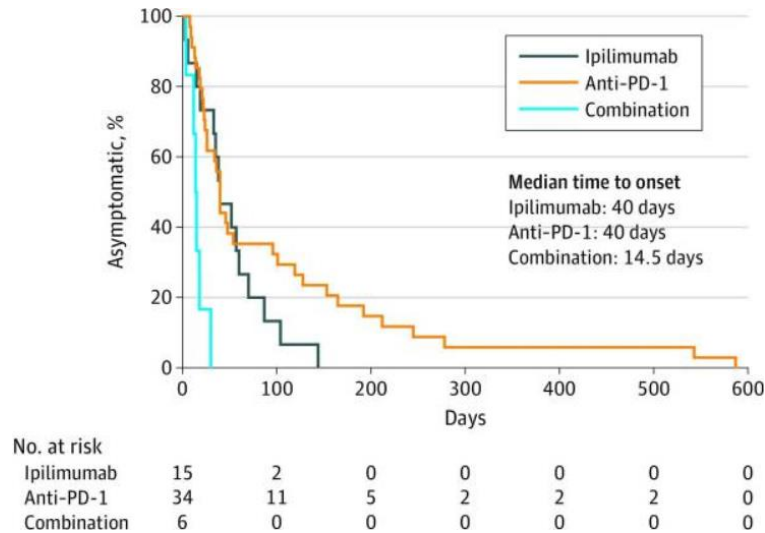 100
80
60
40
20
0
Asymptomatic, %
Ipilimumab
Anti-PD-1
Combination
Median time to onset
Ipilimumab: 40 days
Anti-PD-1: 40 days
Combination: 14.5 days
0 100 200 300 400 500 600
Days
No. at risk
Ipilimumab 15 2 0 0 0 0 0
Anti-PD-1 34 11 5 2 2 2 0
Combination 6 0 0 0 0 0 0